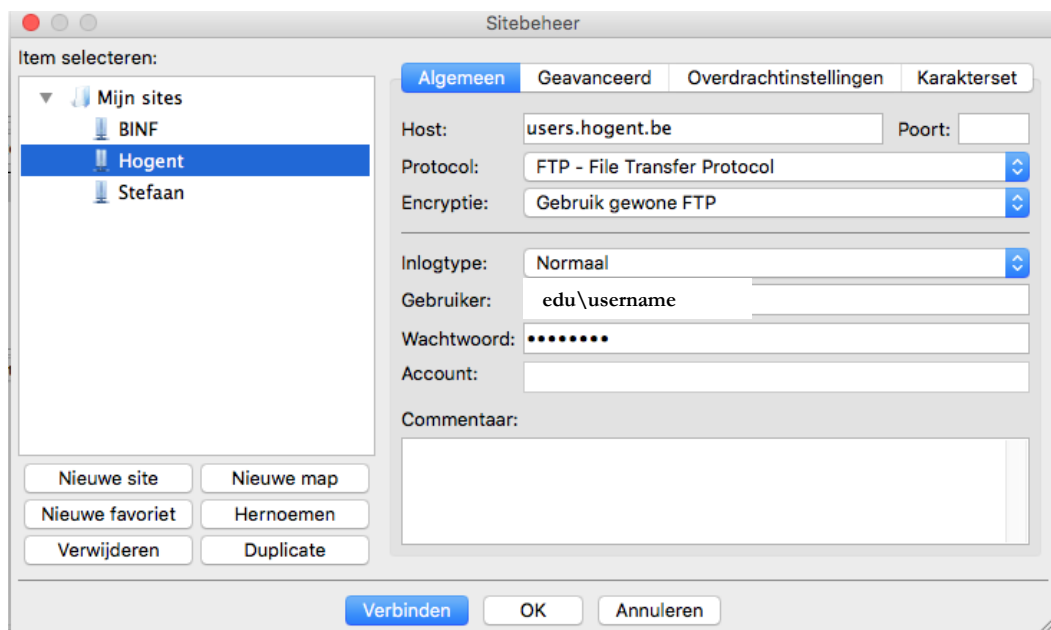 Sitebeheer
Item selecteren:
Mijn sites
BINF
Hogent
Stefaan
Nieuwe site Nieuwe map
Nieuwe favoriet Hernoemen
Verwijderen Duplicate
Algemeen Geavanceerd Overdrachtinstellingen Karakterset
Host: users.hogent.be Poort:
Protocol: FTP - File Transfer Protocol
Encryptie: Gebruik gewone FTP
Inlogtype: Normaal
Gebruiker: edu\username
Wachtwoord: ••••••••
Account:
Commentaar:
Verbinden OK Annuleren